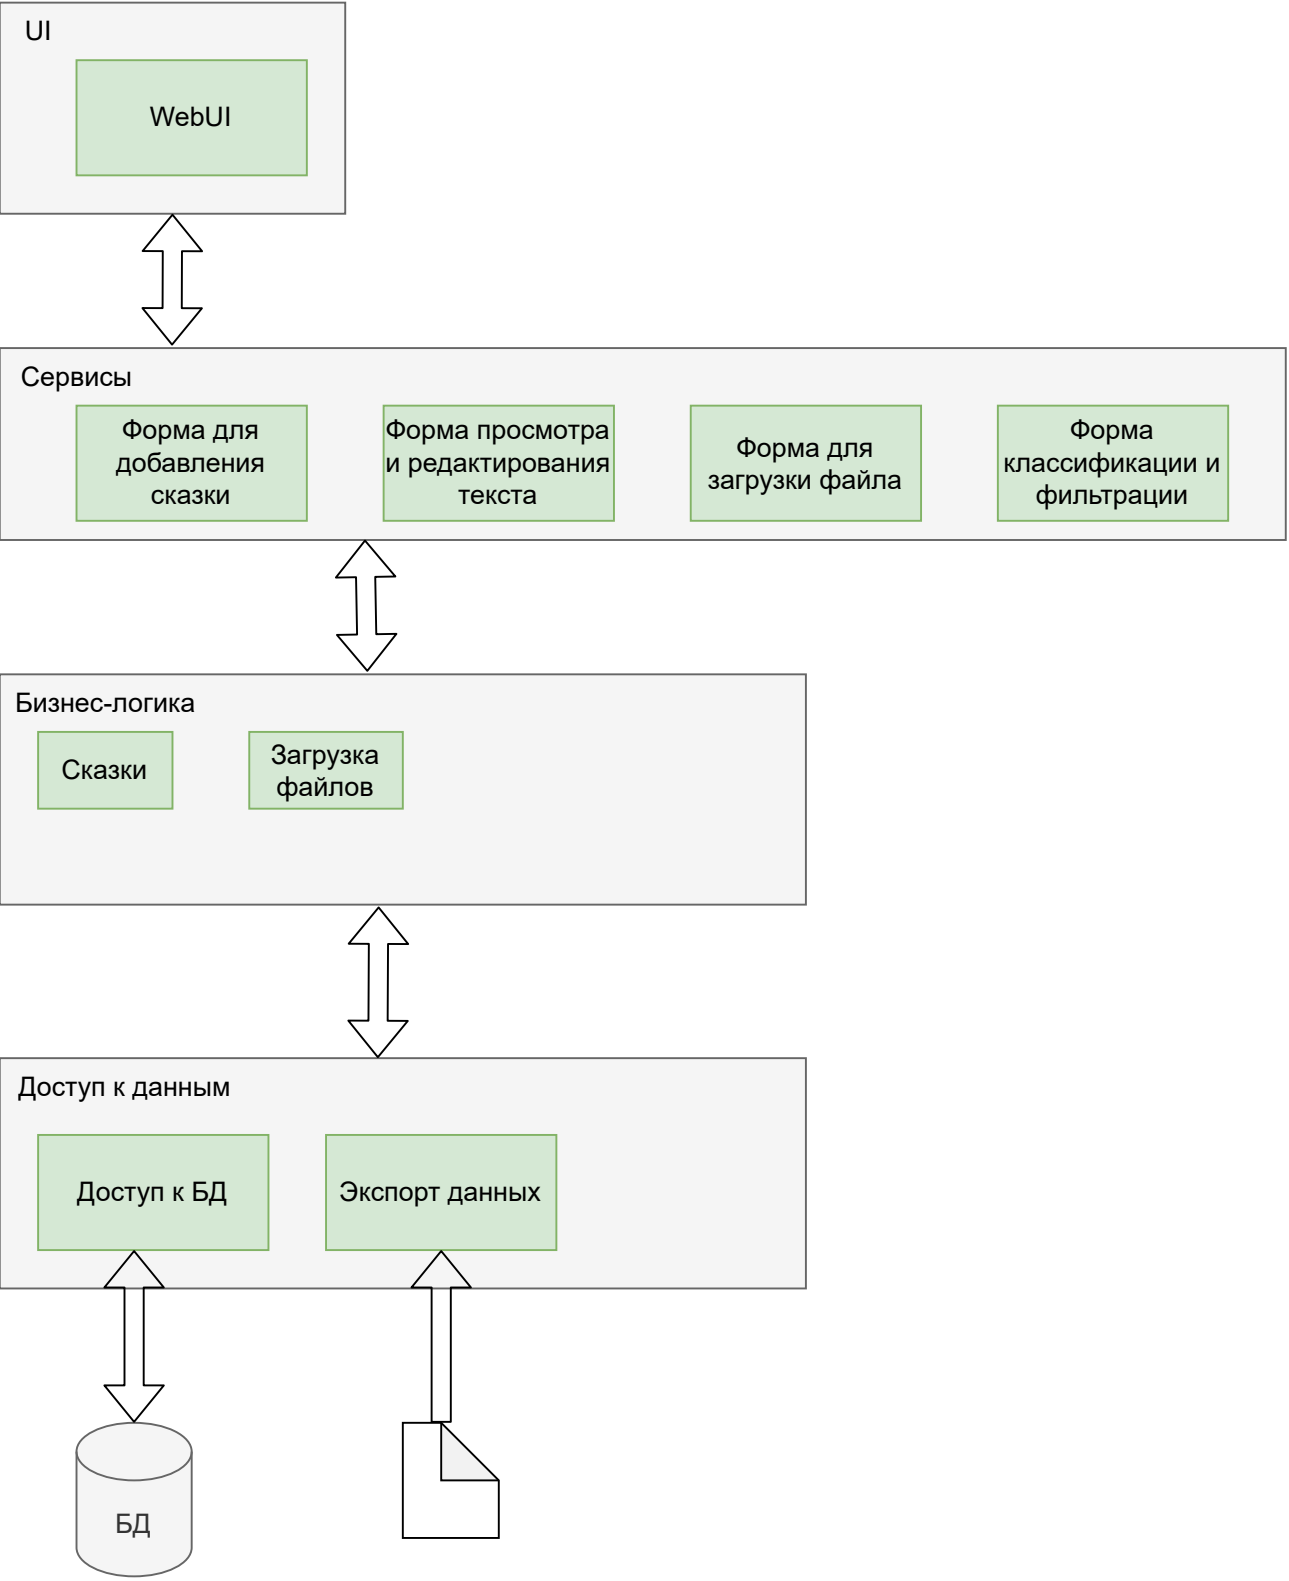 UI
WebUI
Сервисы
Форма для
добавления
сказки
Форма просмотра
и редактирования
текста
Форма для
загрузки файла
Форма
классификации и
фильтрации
Бизнес-логика
Сказки
Загрузка
файлов
Доступ к данным
Доступ к БД
Экспорт данных
БД